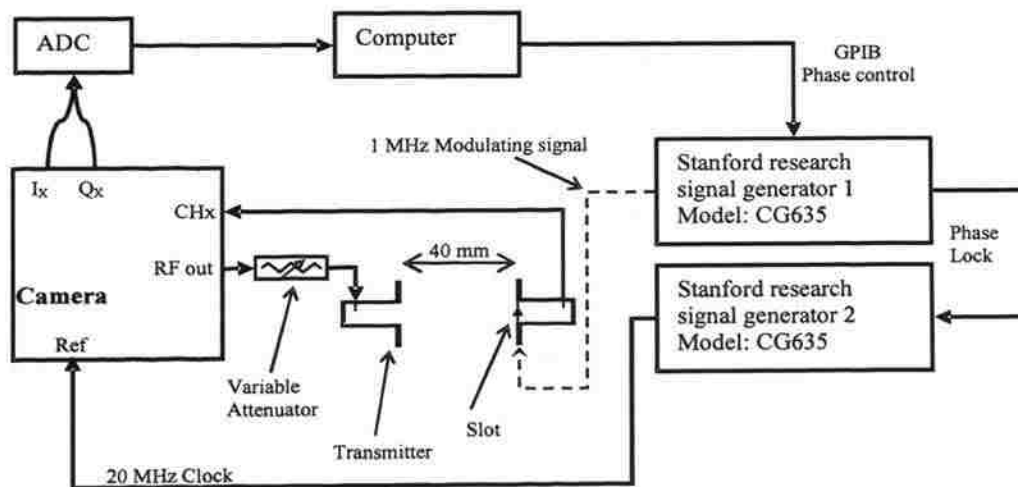 ADC
Computer
GPIB
Phase control
1 MHz Modulating signal
Stanford research
signal generator 1
Model: CG635
Ix
Qx
CHx
RF out
40 mm
Phase
Lock
Camera
Ref
Stanford research
signal generator 2
Model: CG635
Variable
Attenuator
Slot
Transmitter
20 MHz Clock